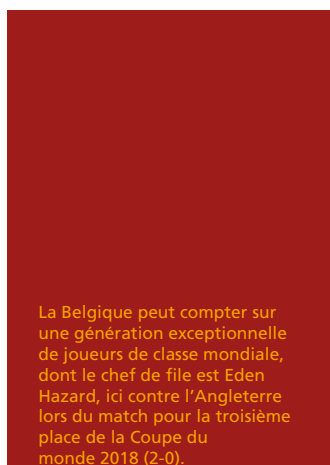 La Belgique peut compter sur
une génération exceptionnelle
de joueurs de classe mondiale,
dont le chef de file est Eden
Hazard, ici contre l’Angleterre
lors du match pour la troisième
place de la Coupe du
monde 2018 (2-0).